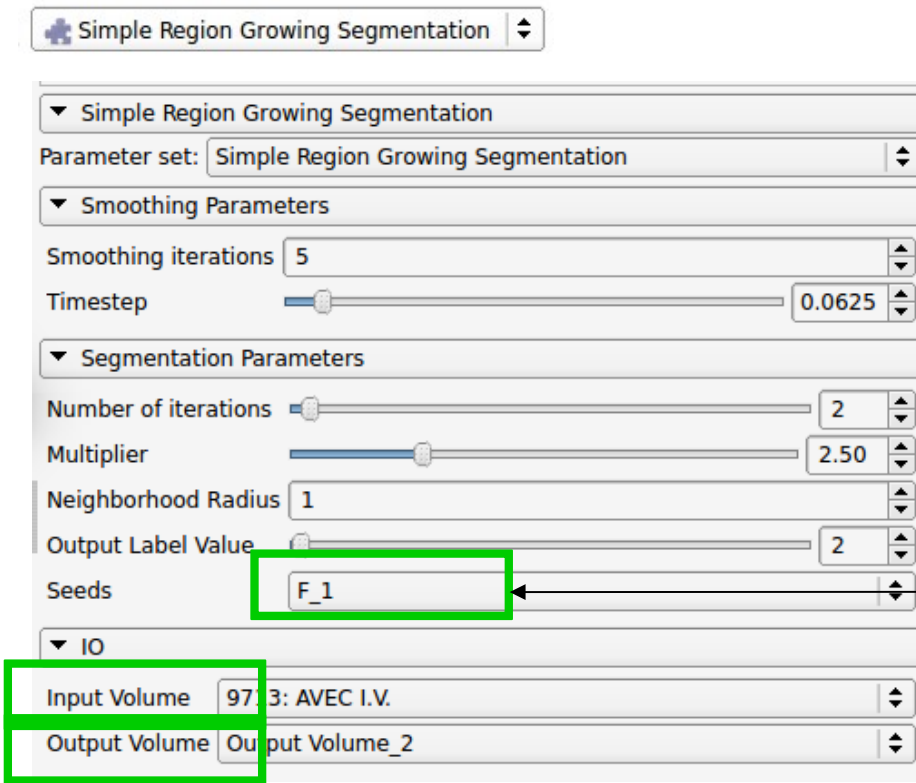 Simple Region Growing Segmentation
Simple Region Growing Segmentation
Parameter set: Simple Region Growing Segmentation
Smoothing Parameters
Smoothing iterations 5
Timestep 0.0625
Segmentation Parameters
Number of iterations 2
Multiplier 2.50
Neighborhood Radius 1
Output Label Value 2
Seeds F_1
IO
Input Volume : AVEC I.V.
Output Volume Output Volume_2